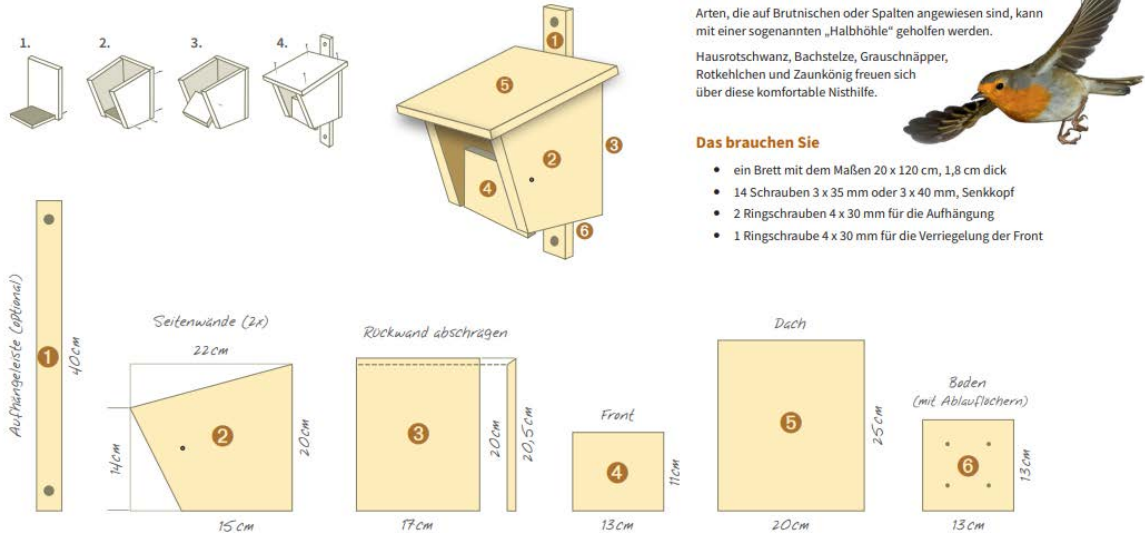 1.
2.
3.
4.
1
5
2
3
4
6
Arten, die auf Brutnischen oder Spalten angewiesen sind, kann
mit einer sogenannten „Halbhöhle“ geholfen werden.
Hausrotschwanz, Bachstelze, Grauschnäpper,
Rotkehlchen und Zaunkönig freuen sich
über diese komfortable Nisthilfe.
Das brauchen Sie
• ein Brett mit dem Maßen 20 x 120 cm, 1,8 cm dick
• 14 Schrauben 3 x 35 mm oder 3 x 40 mm, Senkkopf
• 2 Ringschrauben 4 x 30 mm für die Aufhängung
• 1 Ringschraube 4 x 30 mm für die Verriegelung der Front
Aufhängeleiste (optional)
1
40cm
Seitenwände (2x)
22cm
2
14cm
20cm
15cm
Rückwand abschrägen
3
20cm
20,5cm
17cm
Front
4
11cm
13cm
Dach
5
25cm
20cm
Boden
(mit Ablauflöchern)
6
13cm
13cm